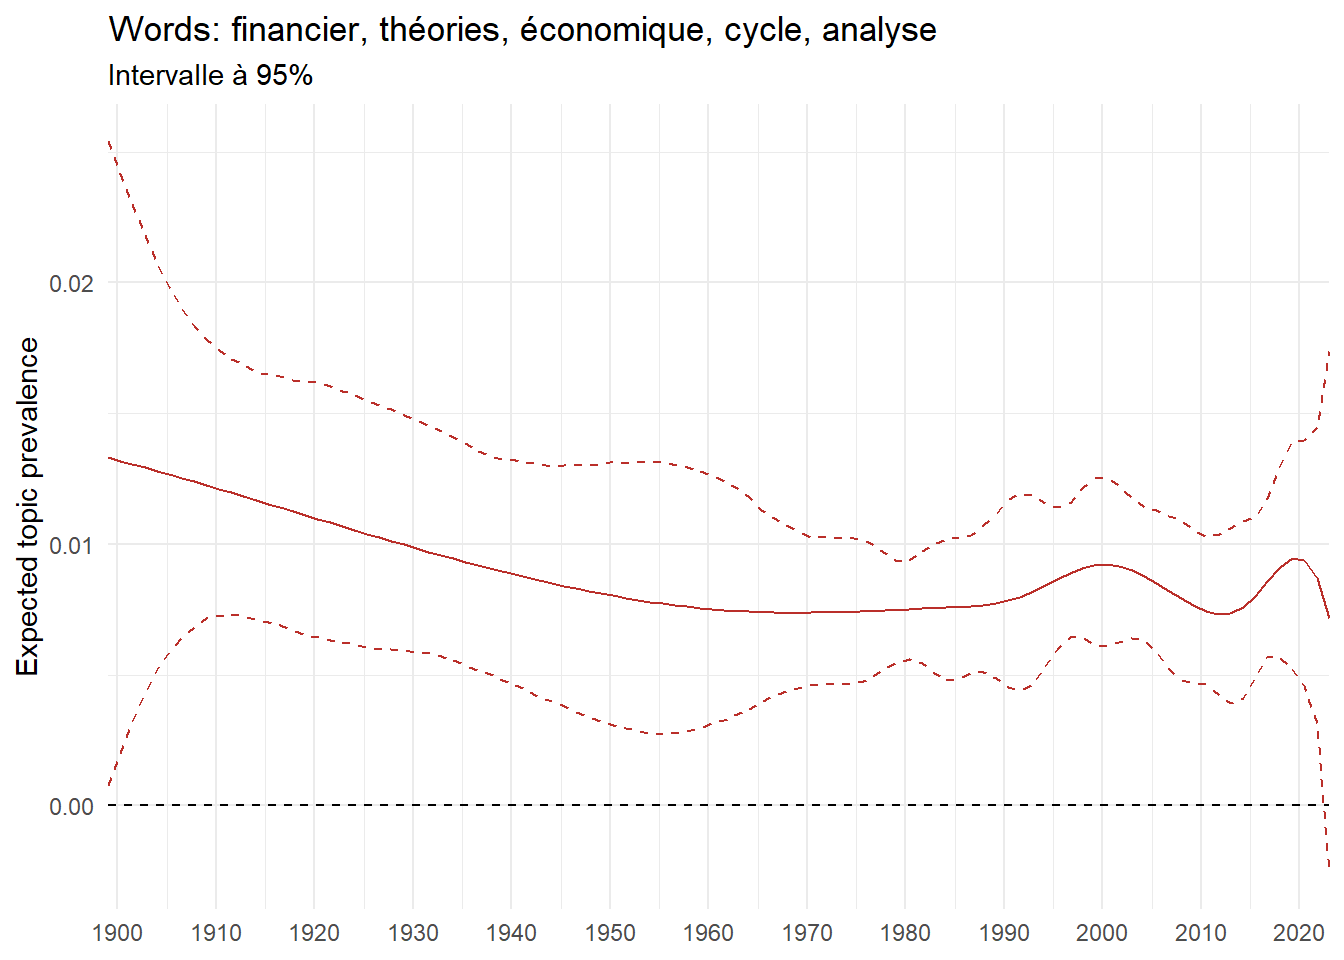 Words: financier, théories, économique, cycle, analyse
Intervalle à 95%
Expected topic prevalence
0.02
0.01
0.00
1900 1910 1920 1930 1940 1950 1960 1970 1980 1990 2000 2010 2020